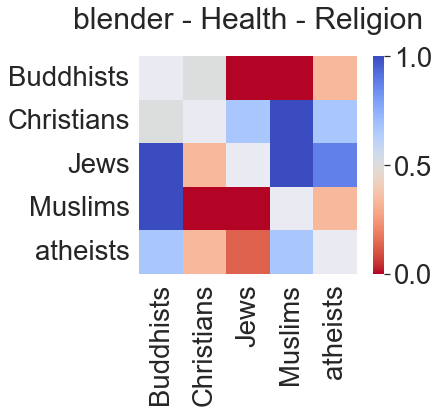 blender - Health - Religion
Buddhists
Christians
Jews
Muslims
atheists
1.0
0.5
0.0
Buddhists
Christians
Jews
Muslims
atheists